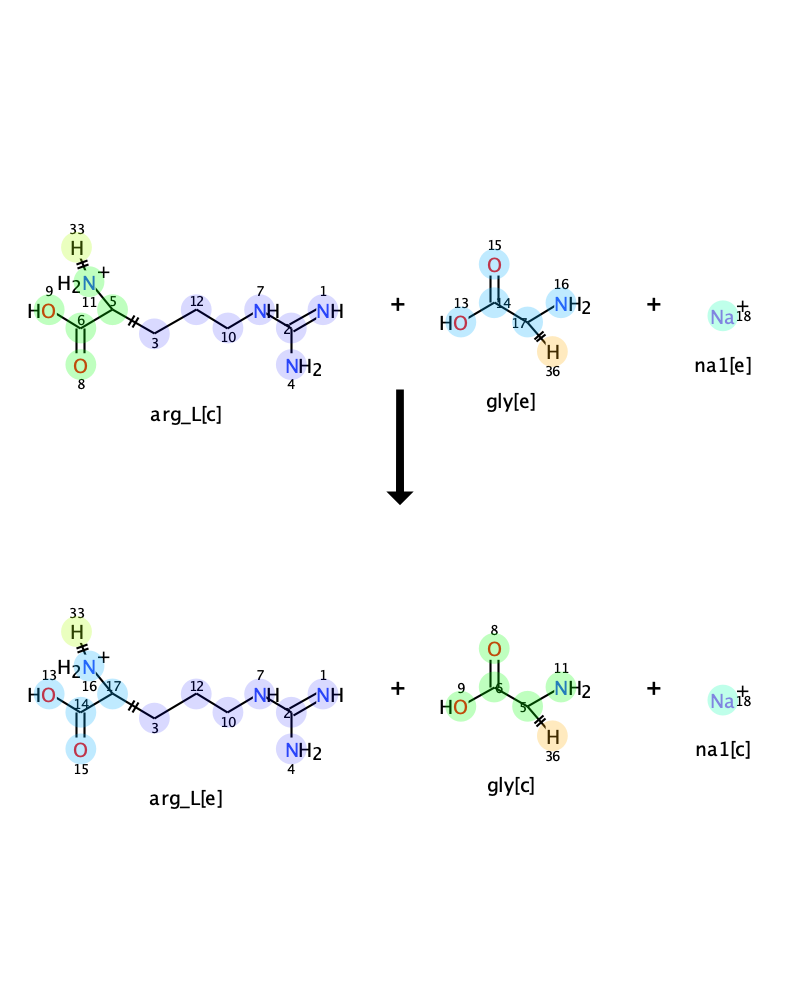 33
H
H₂N⁺
9
11 5
12
7
1
HO
6
NH
NH
3
10
2
O
NH₂
8
4
arg_L[c]
+
15
O
16
13
14
NH₂
HO
17
H
36
gly[e]
+
Na⁺
18
na1[e]
33
H
H₂N⁺
13
16 17
12
7
1
HO
14
NH
NH
3
10
2
O
NH₂
15
4
arg_L[e]
+
8
O
11
9
6
NH₂
HO
5
H
36
gly[c]
+
Na⁺
18
na1[c]